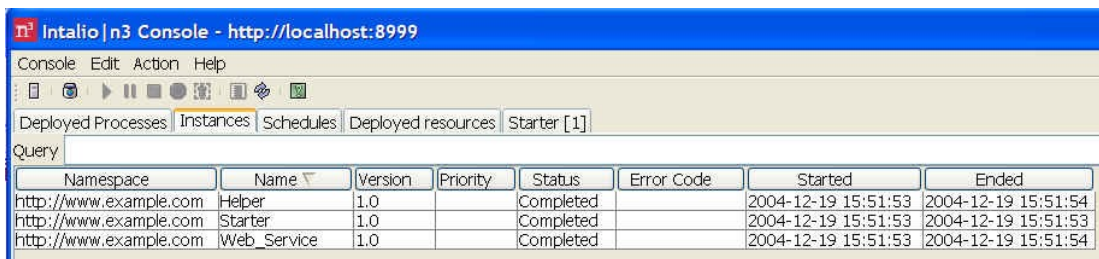 n³ Intalio|n3 Console - http://localhost:8999
Console Edit Action Help
Deployed Processes Instances Schedules Deployed resources Starter [1]
Query
Namespace Name Version Priority Status Error Code Started Ended
http://www.example.com Helper 1.0 Completed 2004-12-19 15:51:53 2004-12-19 15:51:54
http://www.example.com Starter 1.0 Completed 2004-12-19 15:51:53 2004-12-19 15:51:53
http://www.example.com Web_Service 1.0 Completed 2004-12-19 15:51:53 2004-12-19 15:51:54